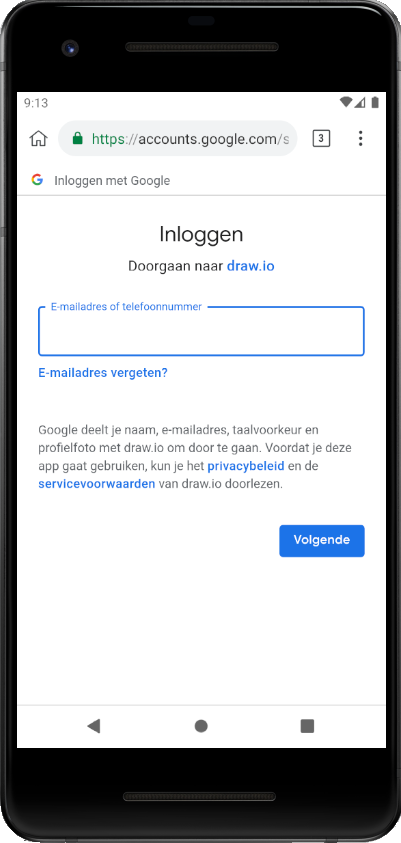 9:13
https://accounts.google.com/s
3
Inloggen met Google
Inloggen
Doorgaan naar draw.io
E-mailadres of telefoonnummer
E-mailadres vergeten?
Google deelt je naam, e-mailadres, taalvoorkeur en
profielfoto met draw.io om door te gaan. Voordat je deze
app gaat gebruiken, kun je het privacybeleid en de
servicevoorwaarden van draw.io doorlezen.
Volgende